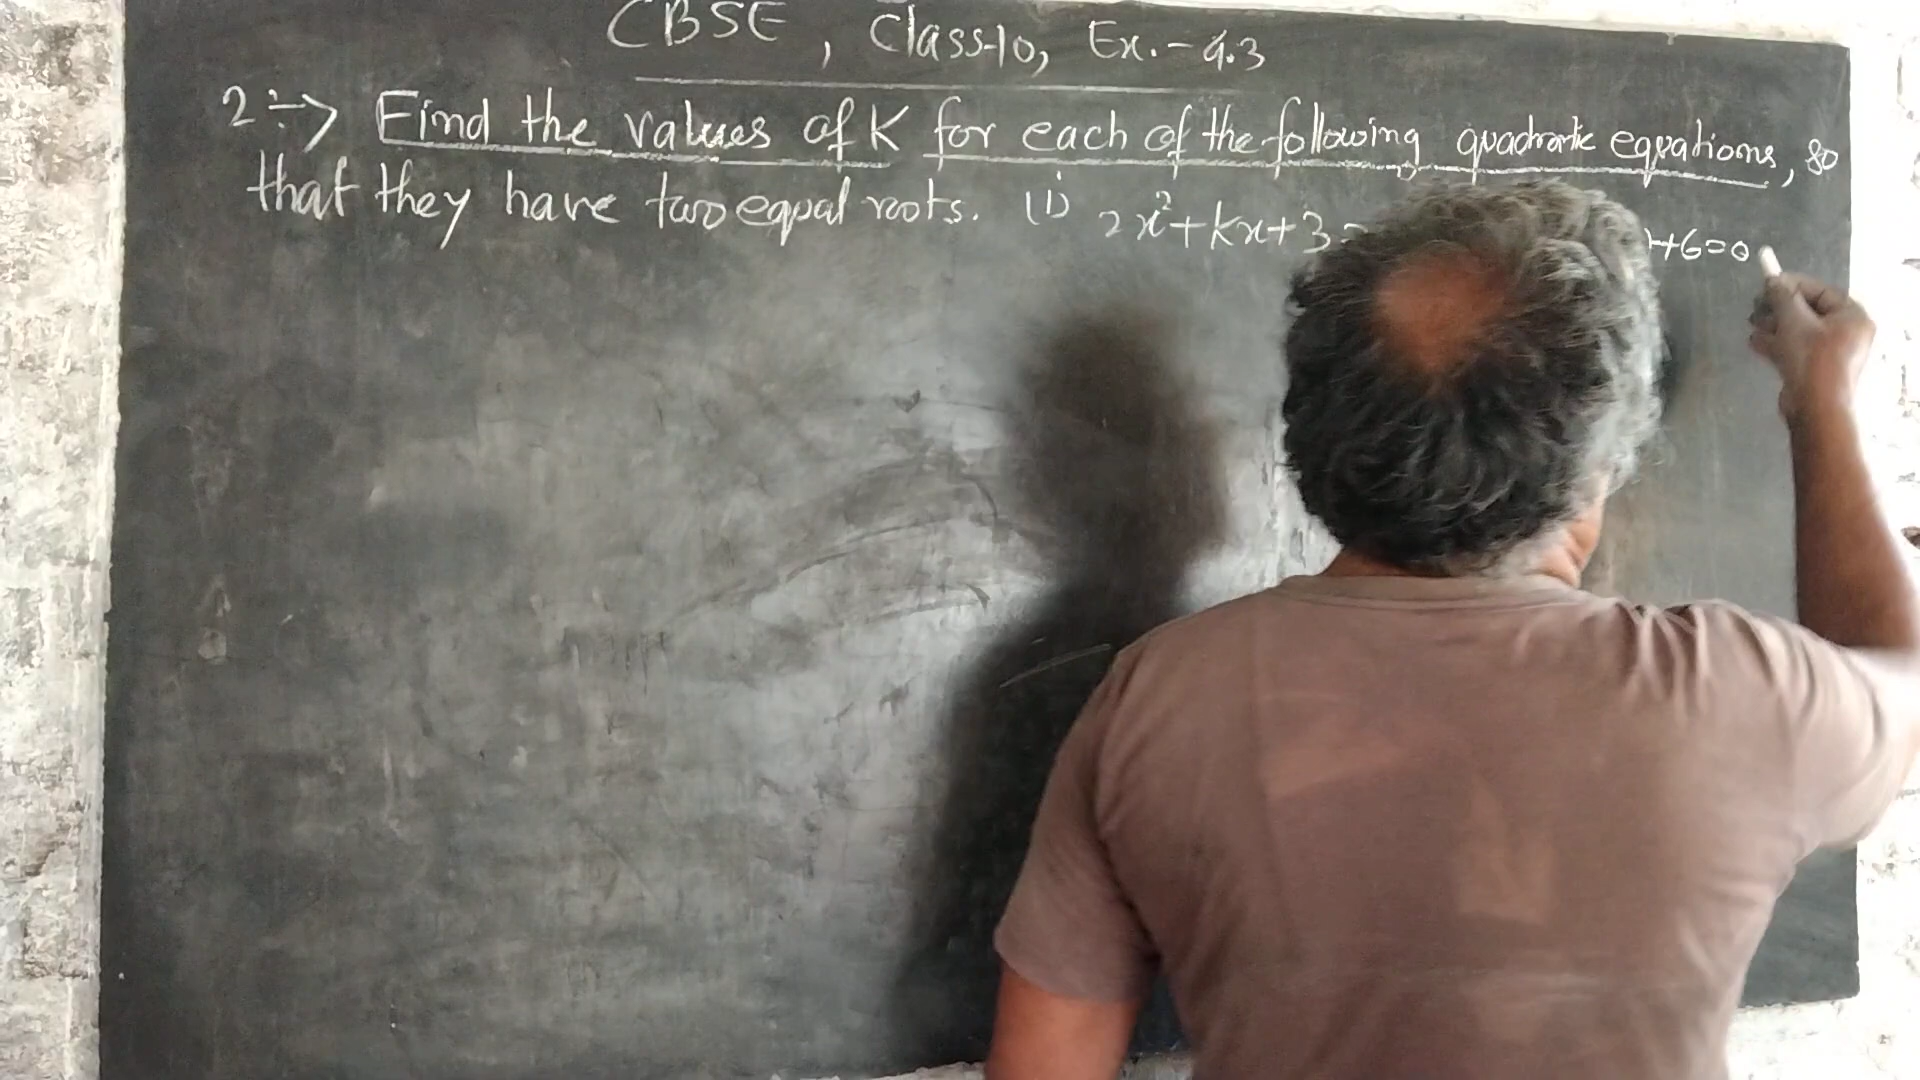 CBSE, Class-10, Ex.-4.3
2 ÷→ Find the values of K for each of the following quadratic equations, so
that they have two equal roots. (i) 2x²+kx+3= +6=0